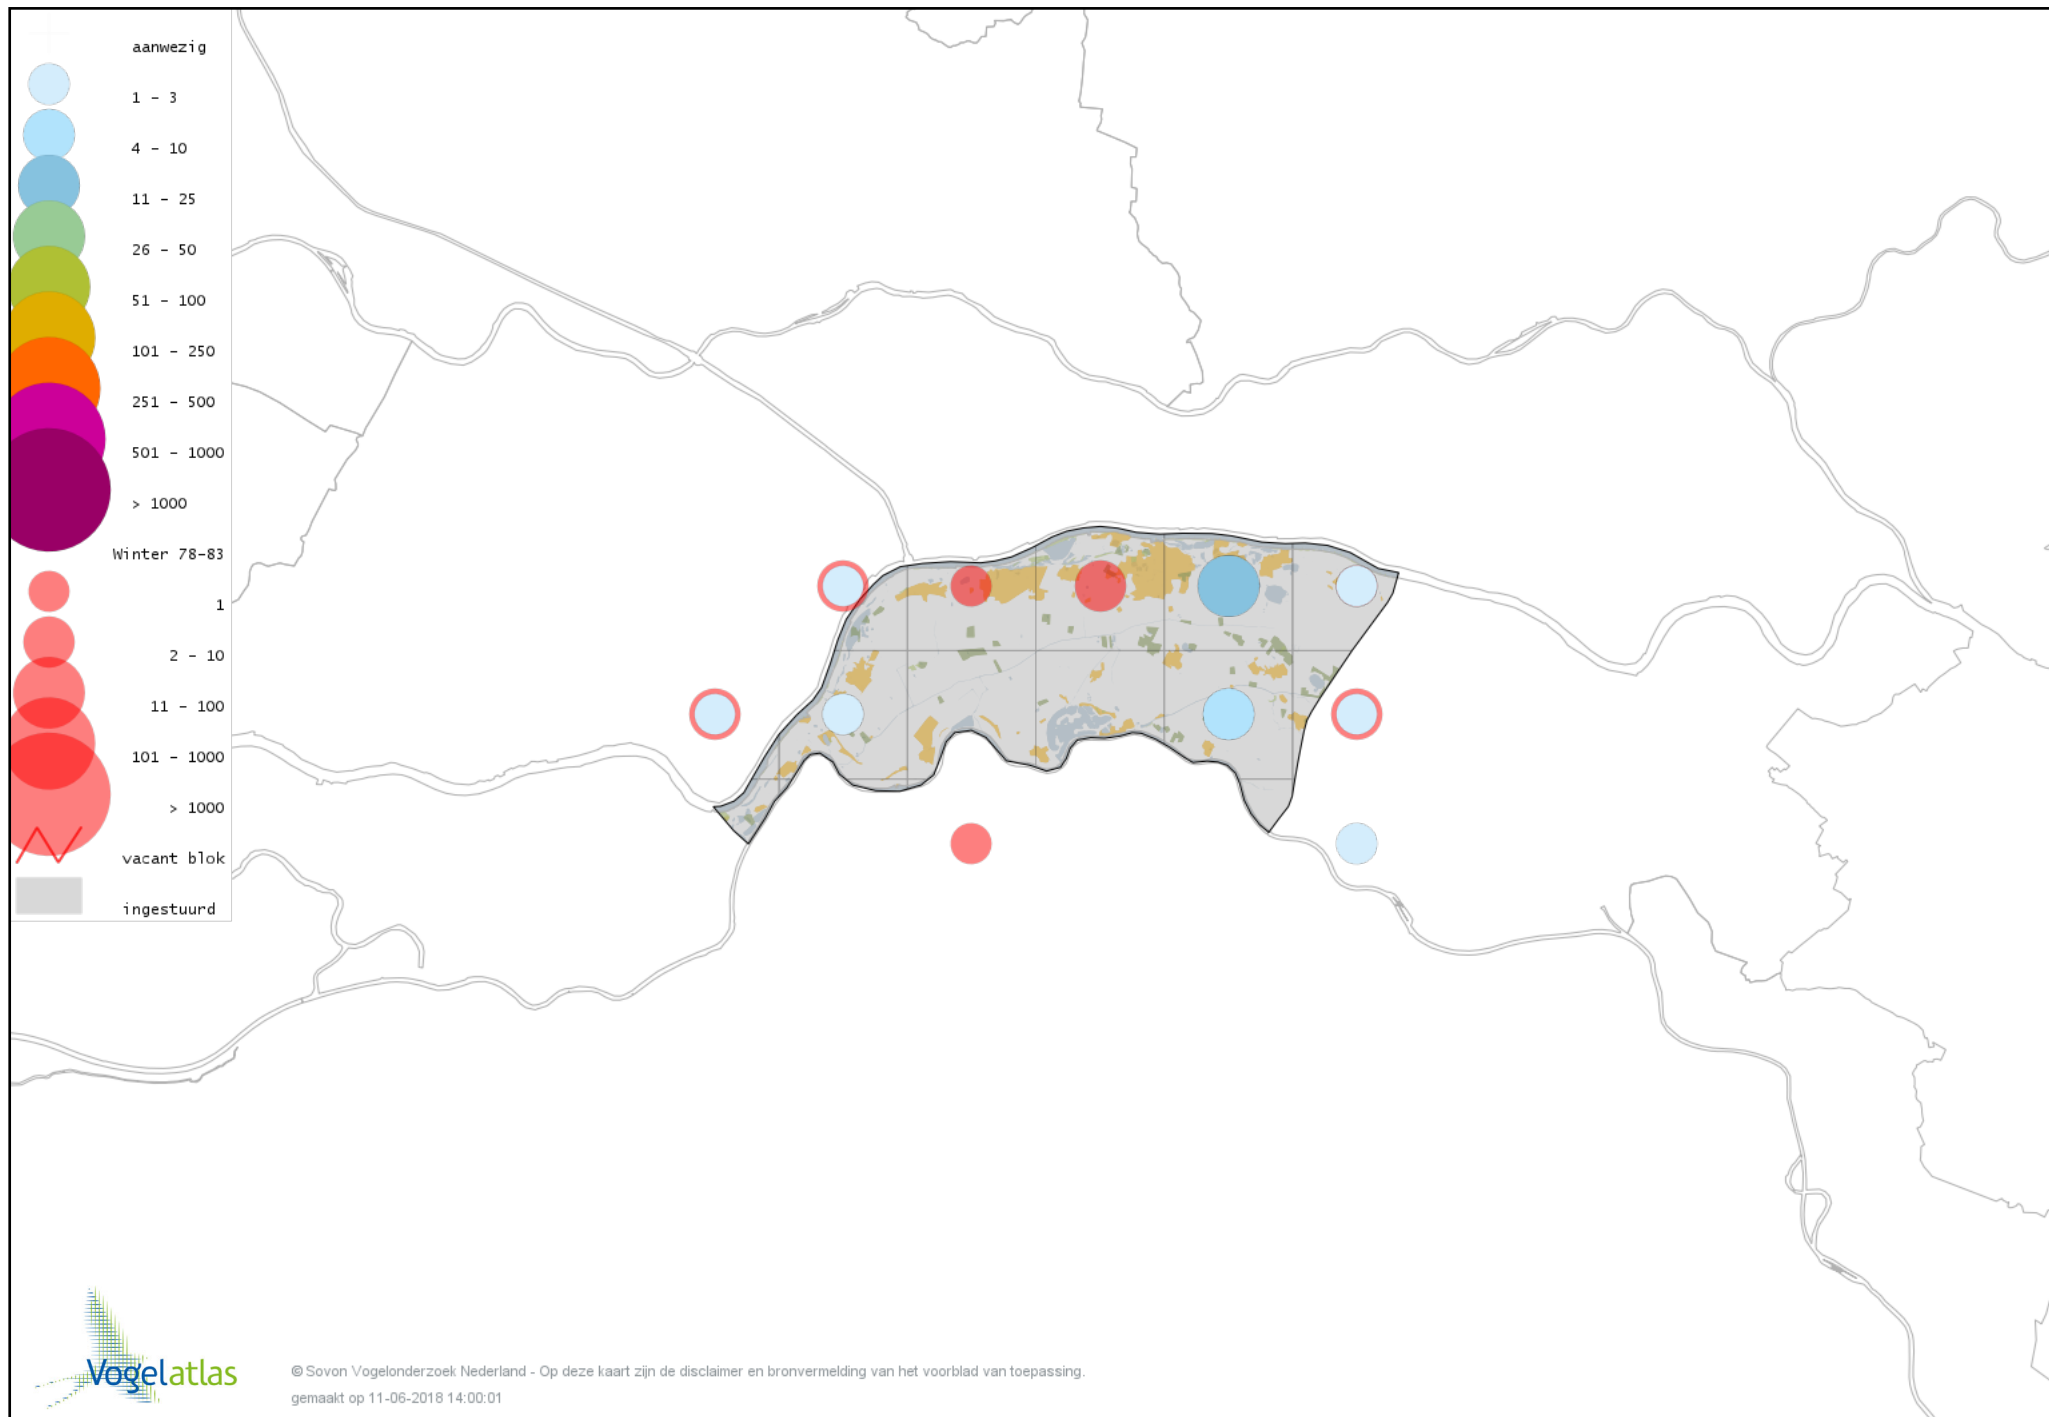 aanwezig
1 - 3
4 - 10
11 - 25
26 - 50
51 - 100
101 - 250
251 - 500
501 - 1000
> 1000
Winter 78-83
1
2 - 10
11 - 100
101 - 1000
> 1000
vacant blok
ingestuurd
Vogelatlas
© Sovon Vogelonderzoek Nederland - Op deze kaart zijn de disclaimer en bronvermelding van het voorblad van toepassing.
gemaakt op 11-06-2018 14:00:01